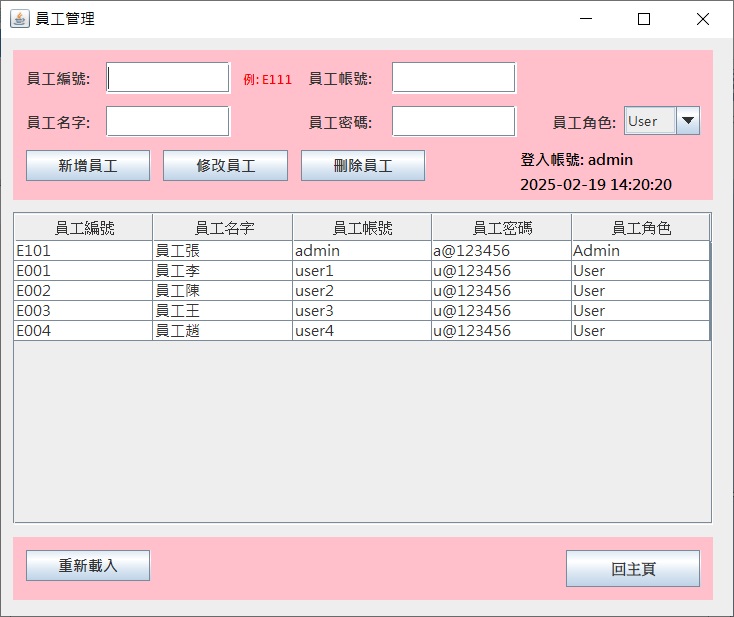 員工管理
員工編號: 例: E111 員工帳號:
員工名字: 員工密碼: 員工角色: User
新增員工 修改員工 刪除員工 登入帳號: admin
2025-02-19 14:20:20
員工編號 員工名字 員工帳號 員工密碼 員工角色
E101 員工張 admin a@123456 Admin
E001 員工李 user1 u@123456 User
E002 員工陳 user2 u@123456 User
E003 員工王 user3 u@123456 User
E004 員工趙 user4 u@123456 User
重新載入 回主頁